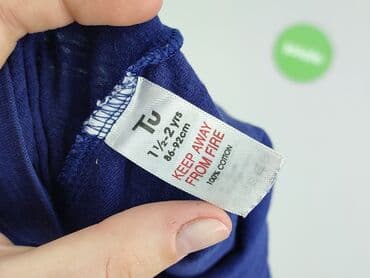 Tu
1½-2 yrs
86-92cm
KEEP AWAY
FROM FIRE
100% COTTON